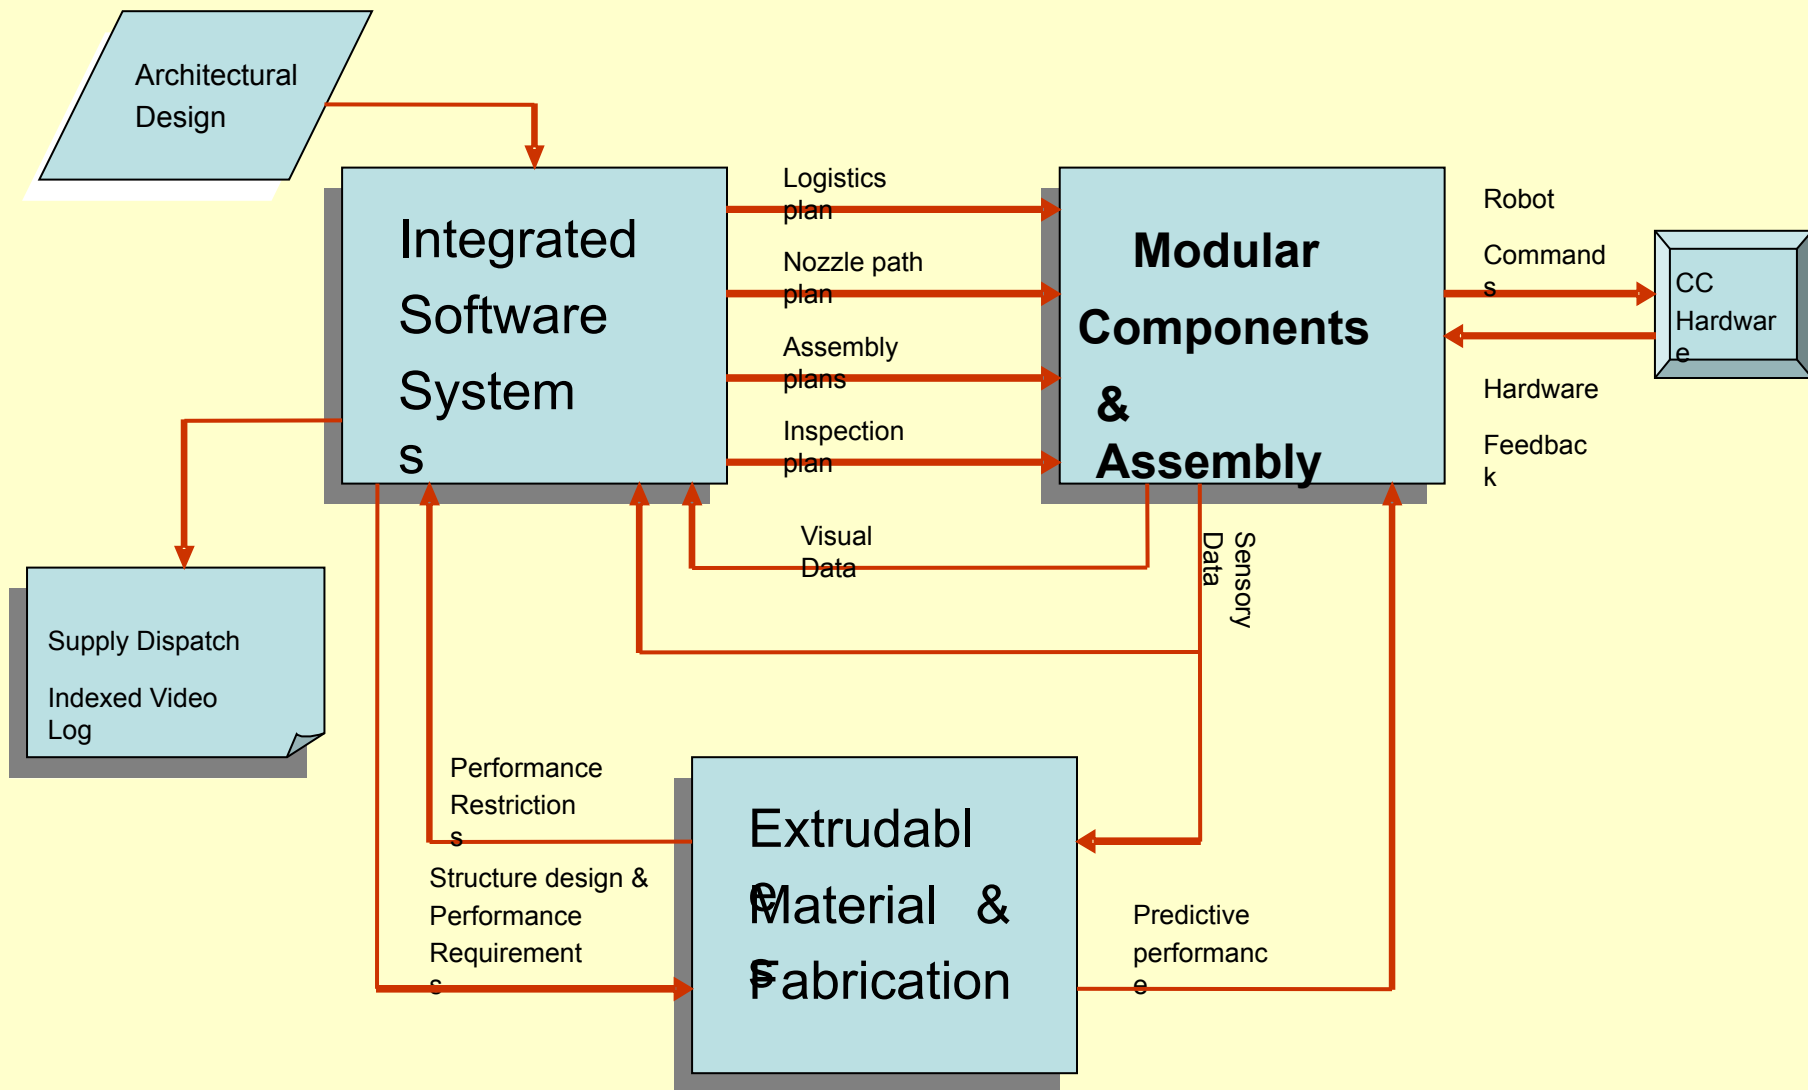 Architectural
Design
Integrated
Software
System
s
Logistics
plan
Nozzle path
plan
Assembly
plans
Inspection
plan
Modular
Components
&
Assembly
Robot
Command
s
CC
Hardwar
e
Hardware
Feedbac
k
Visual
Data
Sensory
Data
Supply Dispatch
Indexed Video
Log
Performance
Restriction
s
Structure design &
Performance
Requirement
s
Extrudabl
e
Material &
s
Fabrication
Predictive
performanc
e